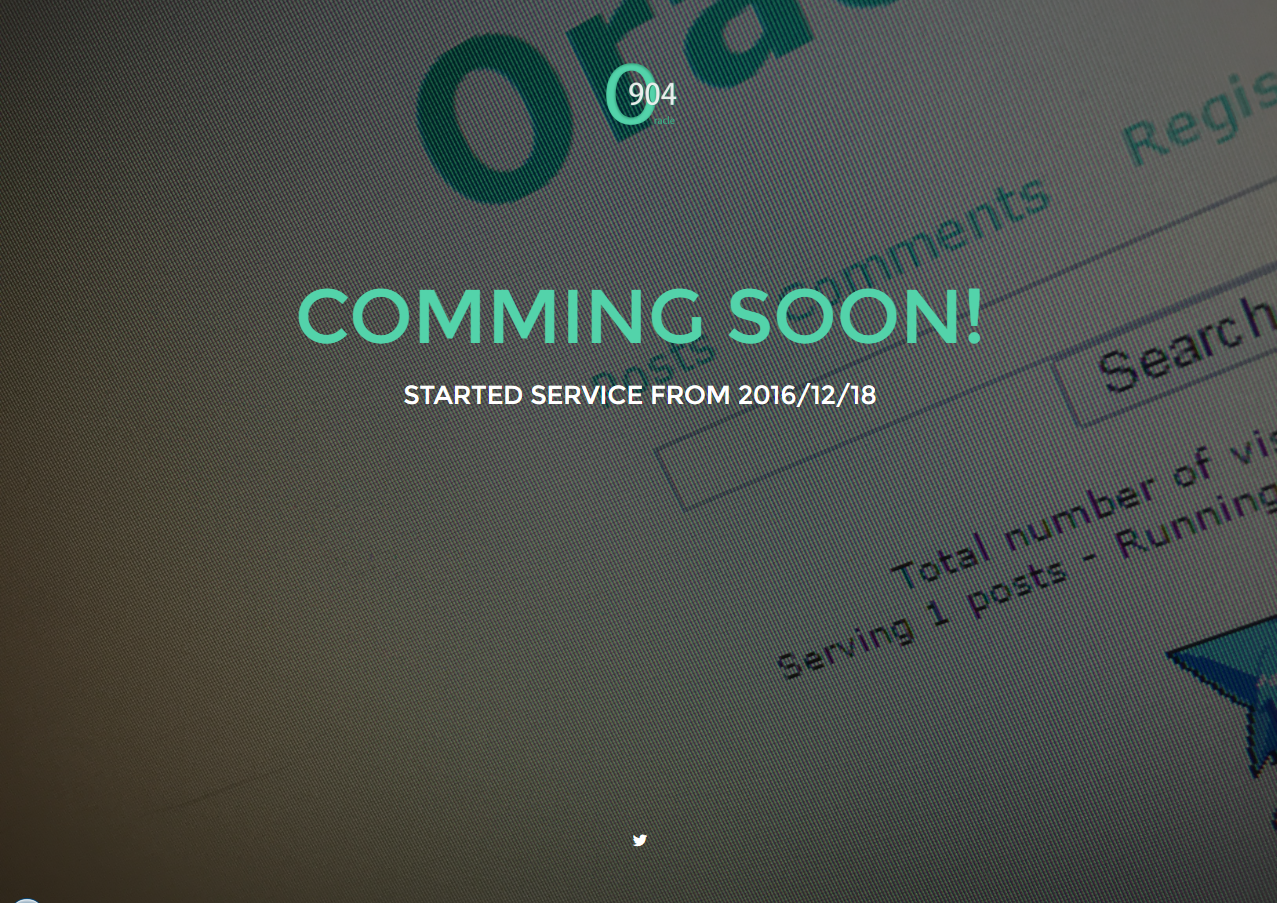 Ora
O904
racle
Regis
Comments
COMMING SOON!
posts
Search
STARTED SERVICE FROM 2016/12/18
Total number of vis
Serving 1 posts - Running